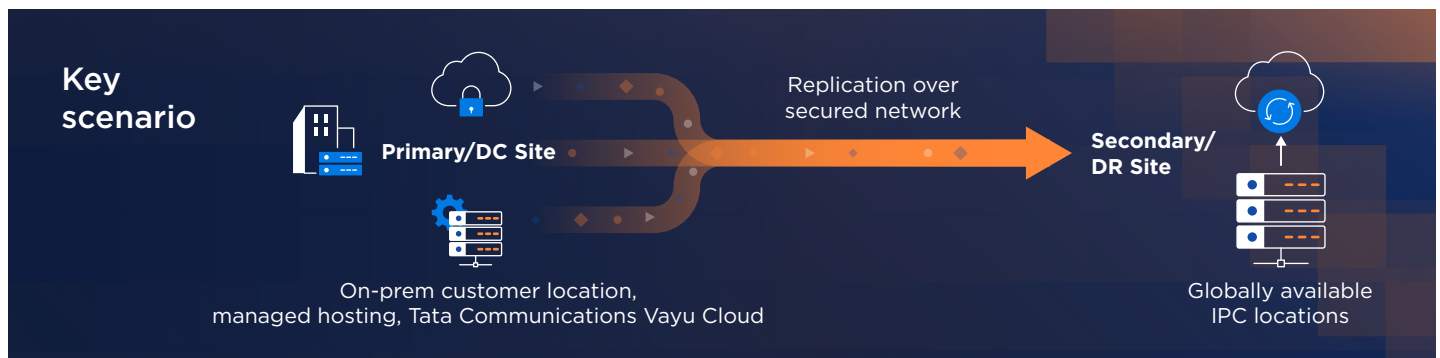 Key
scenario
Primary/DC Site
On-prem customer location,
managed hosting, Tata Communications Vayu Cloud
Replication over
secured network
Secondary/
DR Site
Globally available
IPC locations